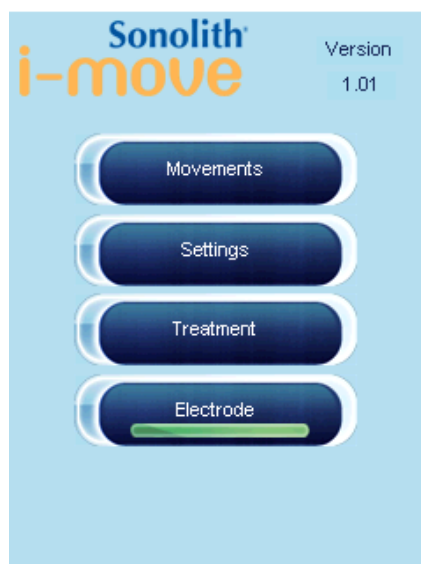 Sonolith
i-move
Version
1.01
Movements
Settings
Treatment
Electrode